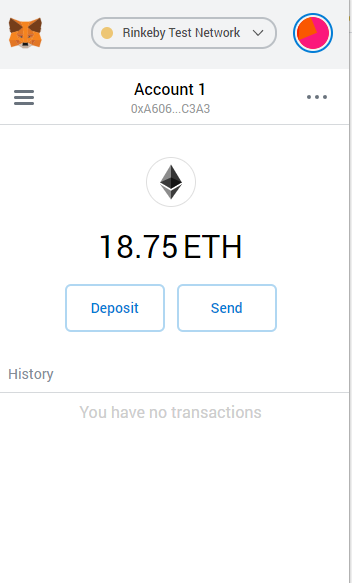 Rinkeby Test Network
Account 1
0xA606...C3A3
18.75 ETH
Deposit
Send
History
You have no transactions